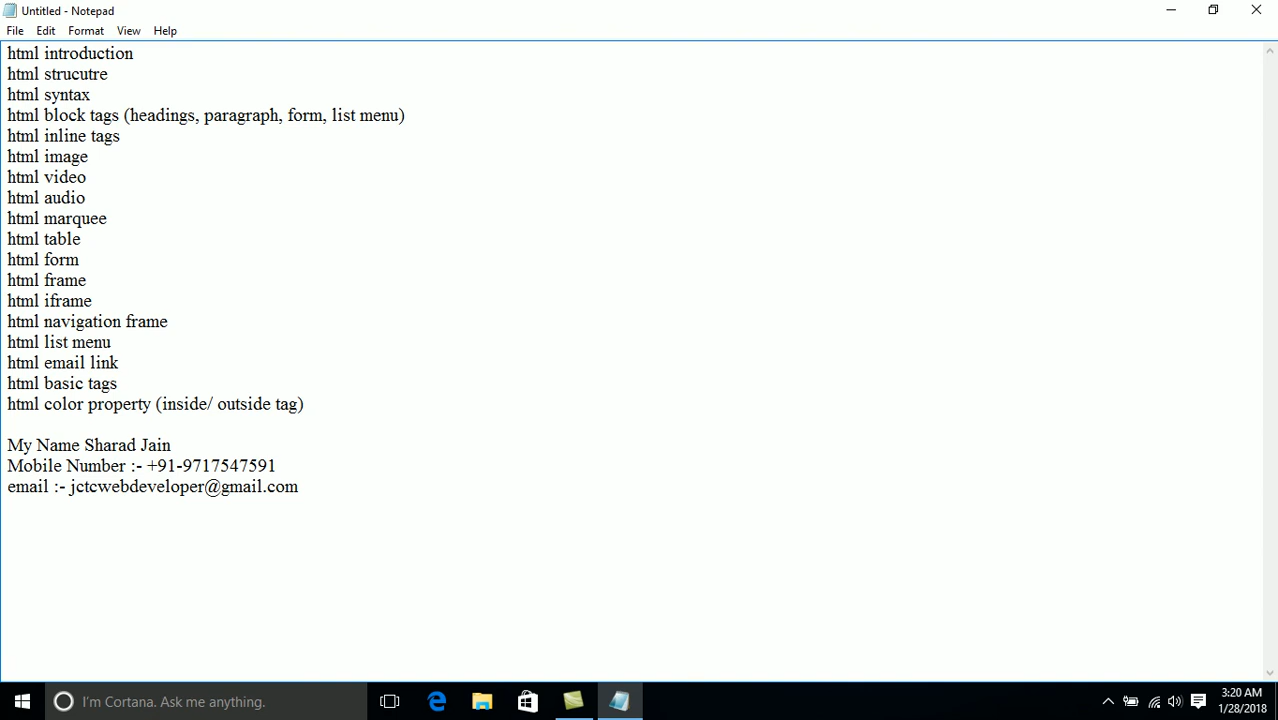 Untitled - Notepad
File Edit Format View Help
html introduction
html strucutre
html syntax
html block tags (headings, paragraph, form, list menu)
html inline tags
html image
html video
html audio
html marquee
html table
html form
html frame
html iframe
html navigation frame
html list menu
html email link
html basic tags
html color property (inside/ outside tag)
My Name Sharad Jain
Mobile Number :- +91-9717547591
email :- jctcwebdeveloper@gmail.com
I'm Cortana. Ask me anything.
3:20 AM
1/28/2018